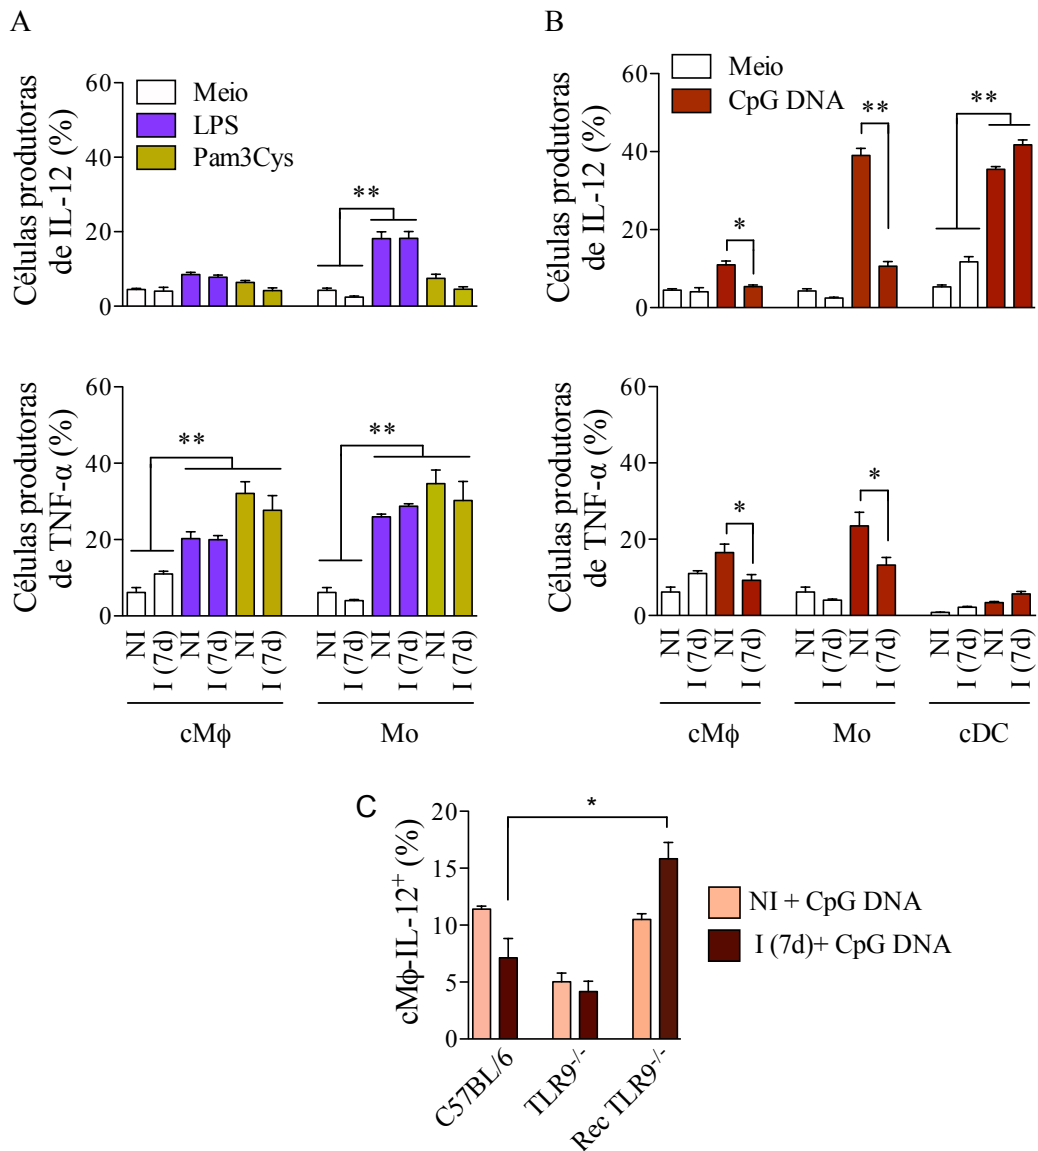 A
Células produtoras
de IL-12 (%)
60
40
20
0
Meio
LPS
Pam3Cys
**
Células produtoras
de TNF-α (%)
60
40
20
0
**
**
NI
I (7d)
NI
I (7d)
NI
I (7d)
NI
I (7d)
NI
I (7d)
NI
I (7d)
cMϕ
Mo
B
Células produtoras
de IL-12 (%)
60
40
20
0
Meio
CpG DNA
*
**
**
Células produtoras
de TNF-α (%)
60
40
20
0
*
*
NI
I (7d)
NI
I (7d)
NI
I (7d)
NI
I (7d)
NI
I (7d)
NI
I (7d)
cMϕ
Mo
cDC
C
cMϕ-IL-12⁺ (%)
20
15
10
5
0
*
C57BL/6
TLR9⁻/⁻
Rec TLR9⁻/⁻
NI + CpG DNA
I (7d)+ CpG DNA